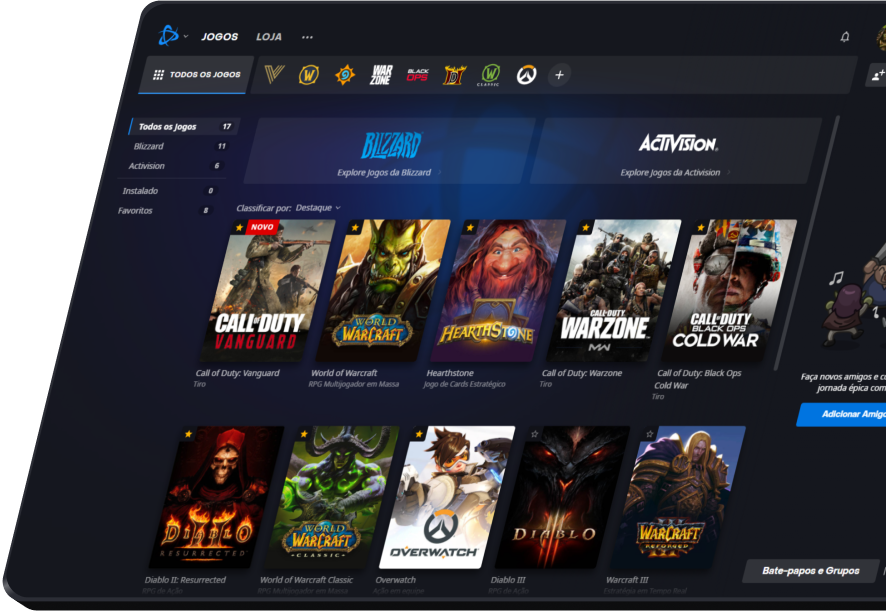 JOGOS
LOJA
TODOS OS JOGOS
WAR
ZONE
BLACK
OPS
CLASSIC
Todos os jogos 17
Blizzard 11
Activision 6
Instalado 0
Favoritos 8
BLIZZARD
Explore jogos da Blizzard
ACTIVISION
Explore jogos da Activision
Classificar por: Destaque
NOVO
CALL OF DUTY
VANGUARD
WORLD
WARCRAFT
HEARTHSTONE
CALL OF DUTY
WARZONE
CALL OF DUTY
BLACK OPS
COLD WAR
Call of Duty: Vanguard
Tiro
World of Warcraft
RPG Multijogador em Massa
Hearthstone
Jogo de Cards Estratégico
Call of Duty: Warzone
Tiro
Call of Duty: Black Ops
Cold War
Tiro
Faça novos amigos e
jornada épica com
Adicionar
DIABLO II
RESURRECTED
WORLD
WARCRAFT
CLASSIC
OVERWATCH
DIABLO
III
WARCRAFT
III
REFORGED
Diablo II: Resurrected
RPG de Ação
World of Warcraft Classic
RPG Multijogador em Massa
Overwatch
Ação em equipe
Diablo III
RPG de Ação
Warcraft III
Estratégia em Tempo Real
Bate-papos e Grupos